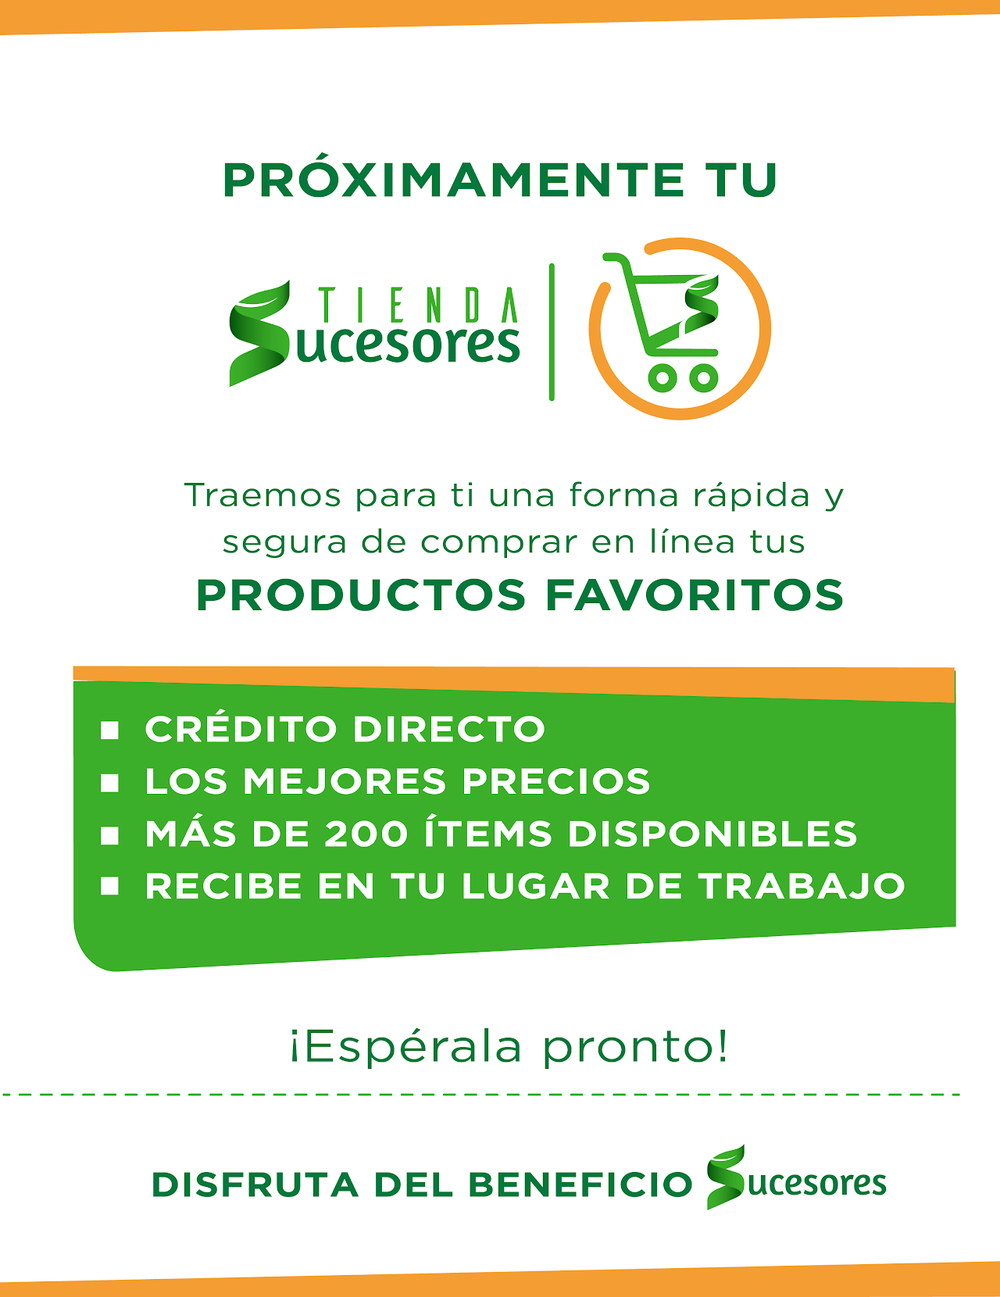 PRÓXIMAMENTE TU
TIENDA
Sucesores
Traemos para ti una forma rápida y
segura de comprar en línea tus
PRODUCTOS FAVORITOS
CRÉDITO DIRECTO
LOS MEJORES PRECIOS
MÁS DE 200 ÍTEMS DISPONIBLES
RECIBE EN TU LUGAR DE TRABAJO
¡Espérala pronto!
DISFRUTA DEL BENEFICIO Sucesores